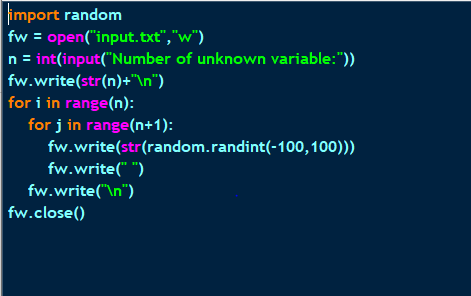 import random
fw = open("input.txt","w")
n = int(input("Number of unknown variable:"))
fw.write(str(n)+"\n")
for i in range(n):
    for j in range(n+1):
        fw.write(str(random.randint(-100,100)))
        fw.write(" ")
    fw.write("\n")
fw.close()